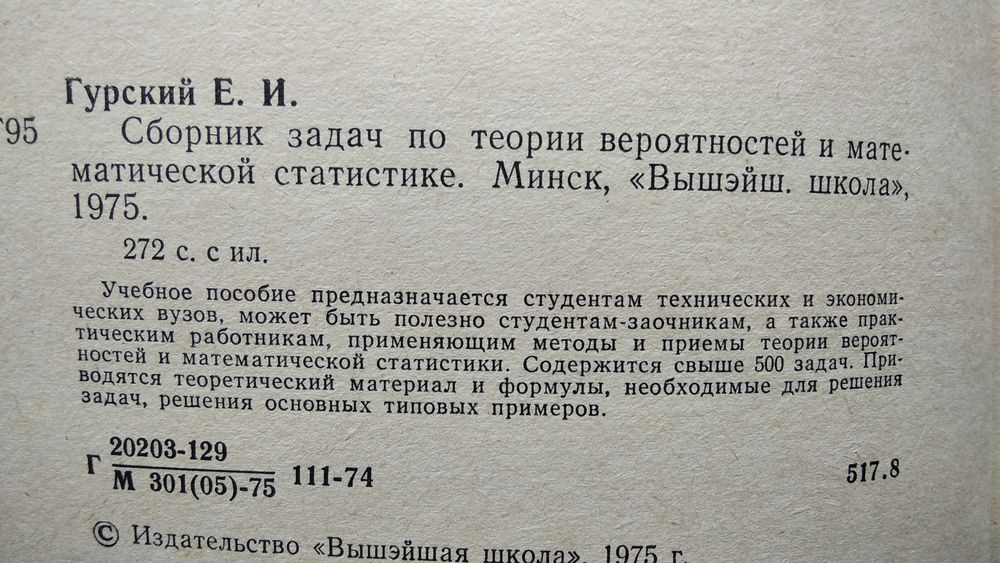 Гурский Е. И.
95 Сборник задач по теории вероятностей и мате-
матической статистике. Минск, «Вышэйш. школа»,
1975.
272 с. с ил.
Учебное пособие предназначается студентам технических и экономи-
ческих вузов, может быть полезно студентам-заочникам, а также прак-
тическим работникам, применяющим методы и приемы теории вероят-
ностей и математической статистики. Содержится свыше 500 задач. При-
водятся теоретический материал и формулы, необходимые для решения
задач, решения основных типовых примеров.
20203-129
Г 111-74 517.8
М 301(05)-75
© Издательство «Вышэйшая школа», 1975 г.